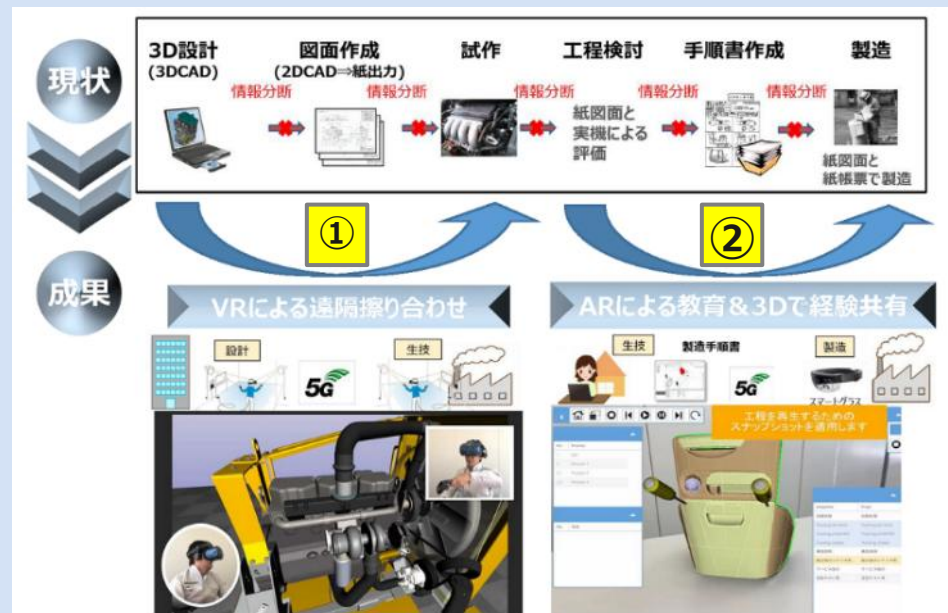 現状
3D設計
(3DCAD)
図面作成
(2DCAD⇒紙出力)
試作
工程検討
手順書作成
製造
情報分断
情報分断
情報分断
情報分断
情報分断
紙図面と
実機による
評価
紙図面と
紙帳票で製造
①
②
成果
VRによる遠隔擦り合わせ
ARによる教育&3Dで経験共有
設計
5G
生技
生技
製造手順書
5G
製造
スマートグラス
工程を再生するための
スナップショットを適用します